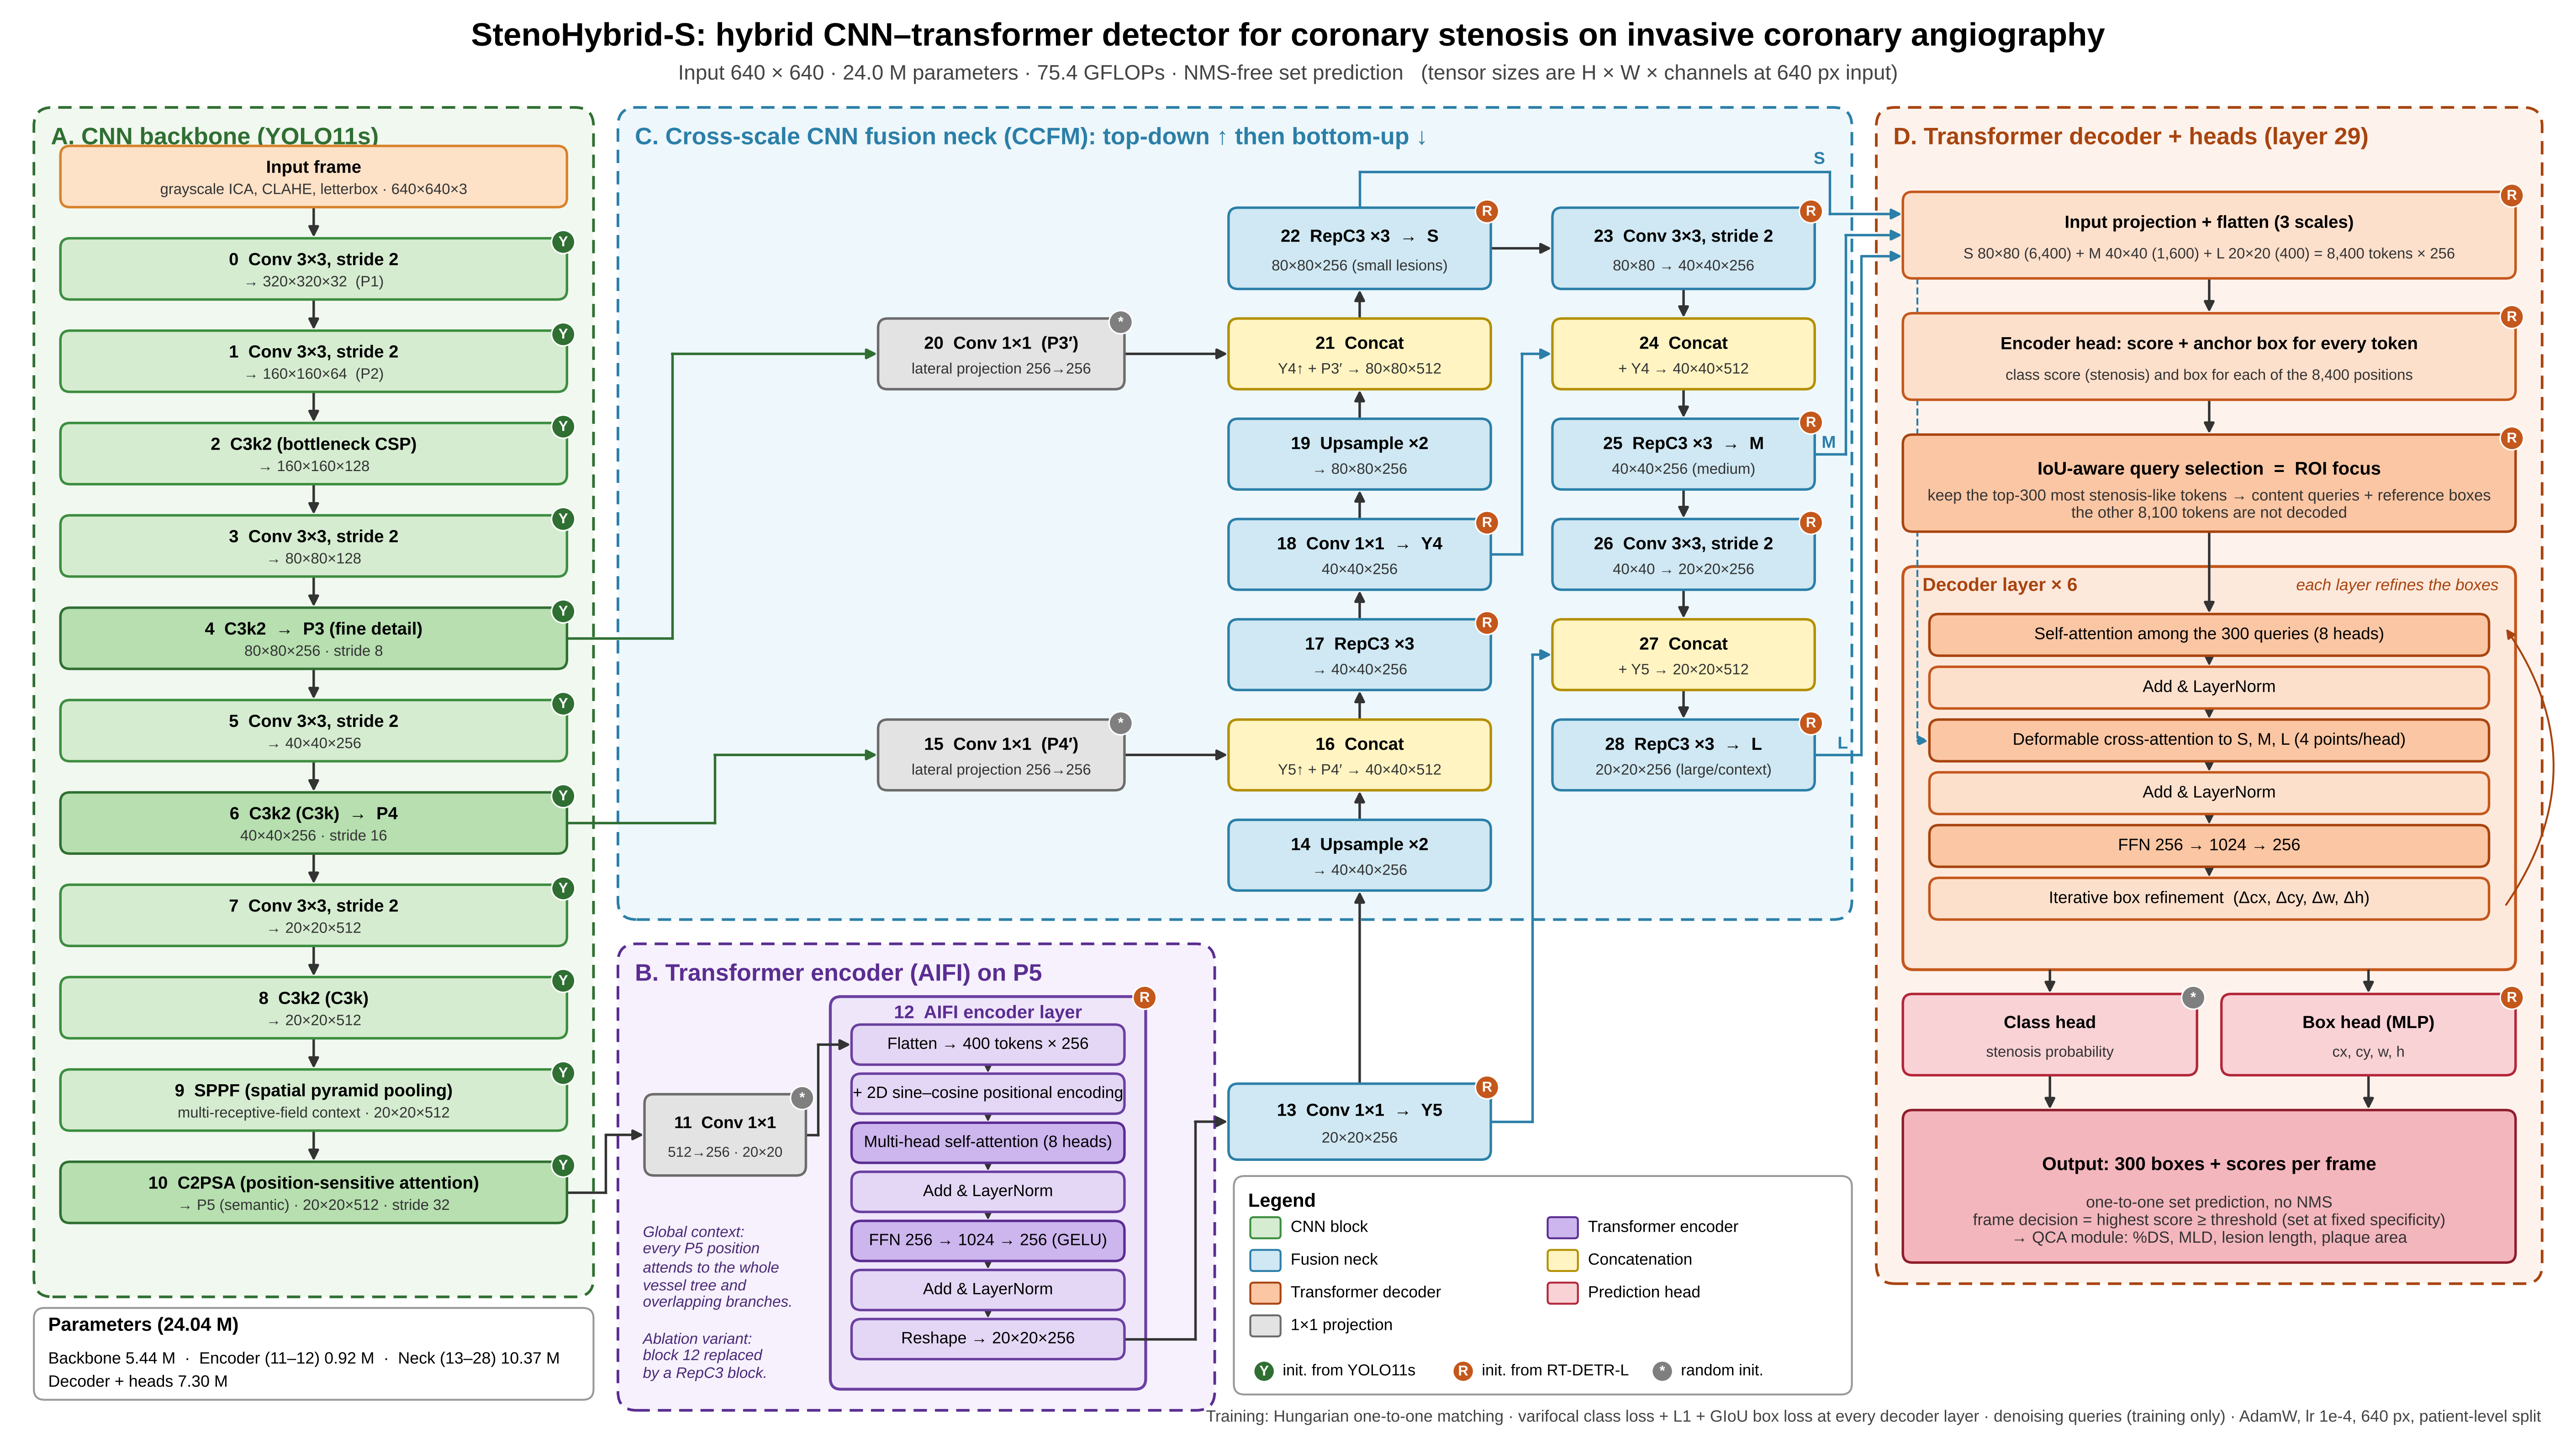 StenoHybrid-S: hybrid CNN–transformer detector for coronary stenosis on invasive coronary angiography
Input 640 × 640 · 24.0 M parameters · 75.4 GFLOPs · NMS-free set prediction (tensor sizes are H × W × channels at 640 px input)
A. CNN backbone (YOLO11s)
Input frame
grayscale ICA, CLAHE, letterbox · 640×640×3
Y
0 Conv 3×3, stride 2
→ 320×320×32 (P1)
Y
1 Conv 3×3, stride 2
→ 160×160×64 (P2)
Y
2 C3k2 (bottleneck CSP)
→ 160×160×128
Y
3 Conv 3×3, stride 2
→ 80×80×128
Y
4 C3k2 → P3 (fine detail)
80×80×256 · stride 8
Y
5 Conv 3×3, stride 2
→ 40×40×256
Y
6 C3k2 (C3k) → P4
40×40×256 · stride 16
Y
7 Conv 3×3, stride 2
→ 20×20×512
Y
8 C3k2 (C3k)
→ 20×20×512
Y
9 SPPF (spatial pyramid pooling)
multi-receptive-field context · 20×20×512
Y
10 C2PSA (position-sensitive attention)
→ P5 (semantic) · 20×20×512 · stride 32
Parameters (24.04 M)
Backbone 5.44 M · Encoder (11–12) 0.92 M · Neck (13–28) 10.37 M
Decoder + heads 7.30 M
C. Cross-scale CNN fusion neck (CCFM): top-down ↑ then bottom-up ↓
S
R
22 RepC3 ×3 → S
80×80×256 (small lesions)
R
23 Conv 3×3, stride 2
80×80 → 40×40×256
*
20 Conv 1×1 (P3′)
lateral projection 256→256
21 Concat
Y4↑ + P3′ → 80×80×512
24 Concat
+ Y4 → 40×40×512
19 Upsample ×2
→ 80×80×256
R
25 RepC3 ×3 → M
40×40×256 (medium)
M
R
18 Conv 1×1 → Y4
40×40×256
R
26 Conv 3×3, stride 2
40×40 → 20×20×256
R
17 RepC3 ×3
→ 40×40×256
27 Concat
+ Y5 → 20×20×512
*
15 Conv 1×1 (P4′)
lateral projection 256→256
16 Concat
Y5↑ + P4′ → 40×40×512
R
28 RepC3 ×3 → L
20×20×256 (large/context)
L
14 Upsample ×2
→ 40×40×256
B. Transformer encoder (AIFI) on P5
R
12 AIFI encoder layer
Flatten → 400 tokens × 256
+ 2D sine–cosine positional encoding
Multi-head self-attention (8 heads)
Add & LayerNorm
FFN 256 → 1024 → 256 (GELU)
Add & LayerNorm
Reshape → 20×20×256
*
11 Conv 1×1
512→256 · 20×20
Global context:
every P5 position
attends to the whole
vessel tree and
overlapping branches.
Ablation variant:
block 12 replaced
by a RepC3 block.
R
13 Conv 1×1 → Y5
20×20×256
Legend
CNN block
Transformer encoder
Fusion neck
Concatenation
Transformer decoder
Prediction head
1×1 projection
Y init. from YOLO11s R init. from RT-DETR-L * random init.
D. Transformer decoder + heads (layer 29)
R
Input projection + flatten (3 scales)
S 80×80 (6,400) + M 40×40 (1,600) + L 20×20 (400) = 8,400 tokens × 256
R
Encoder head: score + anchor box for every token
class score (stenosis) and box for each of the 8,400 positions
R
IoU-aware query selection = ROI focus
keep the top-300 most stenosis-like tokens → content queries + reference boxes
the other 8,100 tokens are not decoded
Decoder layer × 6
each layer refines the boxes
Self-attention among the 300 queries (8 heads)
Add & LayerNorm
Deformable cross-attention to S, M, L (4 points/head)
Add & LayerNorm
FFN 256 → 1024 → 256
Iterative box refinement (Δcx, Δcy, Δw, Δh)
*
Class head
stenosis probability
R
Box head (MLP)
cx, cy, w, h
Output: 300 boxes + scores per frame
one-to-one set prediction, no NMS
frame decision = highest score ≥ threshold (set at fixed specificity)
→ QCA module: %DS, MLD, lesion length, plaque area
Training: Hungarian one-to-one matching · varifocal class loss + L1 + GIoU box loss at every decoder layer · denoising queries (training only) · AdamW, lr 1e-4, 640 px, patient-level split